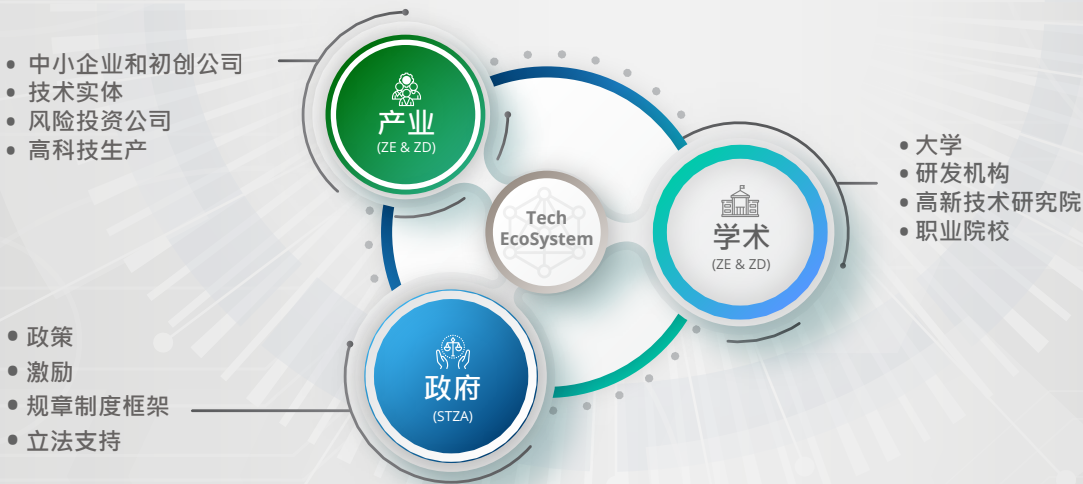 中小企业和初创公司
技术实体
风险投资公司
高科技生产
产业
(ZE & ZD)
Tech
EcoSystem
大学
研发机构
高新技术研究院
职业院校
学术
(ZE & ZD)
政策
激励
规章制度框架
立法支持
政府
(STZA)